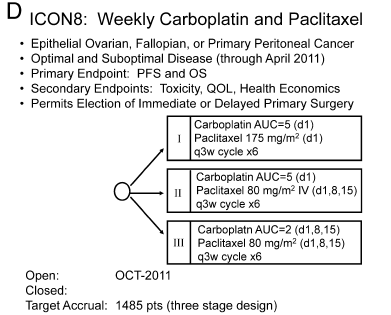 D
ICON8: Weekly Carboplatin and Paclitaxel
• Epithelial Ovarian, Fallopian, or Primary Peritoneal Cancer
• Optimal and Suboptimal Disease (through April 2011)
• Primary Endpoint: PFS and OS
• Secondary Endpoints: Toxicity, QOL, Health Economics
• Permits Election of Immediate or Delayed Primary Surgery
I
Carboplatin AUC=5 (d1)
Paclitaxel 175 mg/m² (d1)
q3w cycle x6
II
Carboplatin AUC=5 (d1)
Paclitaxel 80 mg/m² IV (d1,8,15)
q3w cycle x6
III
Carboplatn AUC=2 (d1,8,15)
Paclitaxel 80 mg/m² (d1,8,15)
q3w cycle x6
Open: OCT-2011
Closed:
Target Accrual: 1485 pts (three stage design)